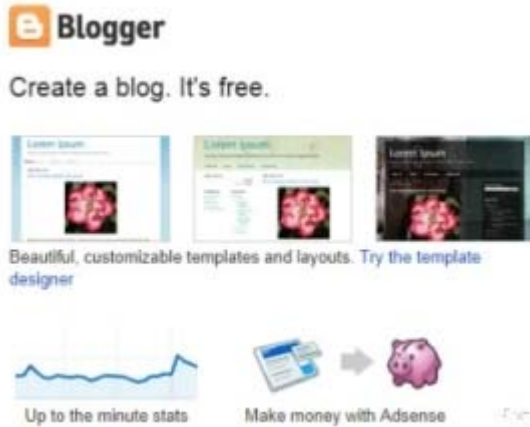 Blogger
Create a blog. It's free.
Lorem Ipsum
Lorem Ipsum
Lorem Ipsum
Beautiful, customizable templates and layouts. Try the template
designer
Up to the minute stats
Make money with Adsense